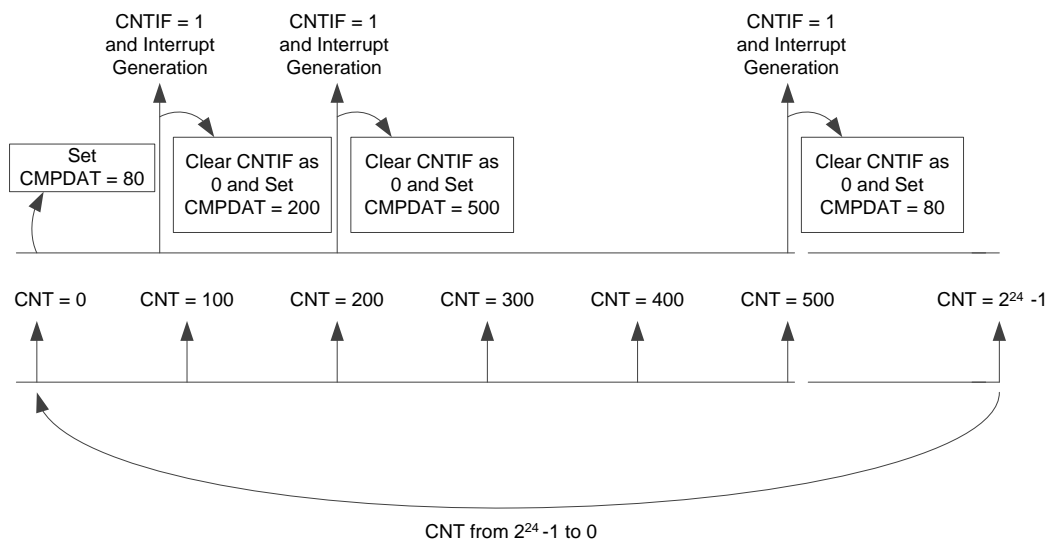 CNTIF = 1
and Interrupt
Generation
CNTIF = 1
and Interrupt
Generation
CNTIF = 1
and Interrupt
Generation
Set
CMPDAT = 80
Clear CNTIF as
0 and Set
CMPDAT = 200
Clear CNTIF as
0 and Set
CMPDAT = 500
Clear CNTIF as
0 and Set
CMPDAT = 80
CNT = 0
CNT = 100
CNT = 200
CNT = 300
CNT = 400
CNT = 500
CNT = 2²⁴ -1
CNT from 2²⁴ -1 to 0